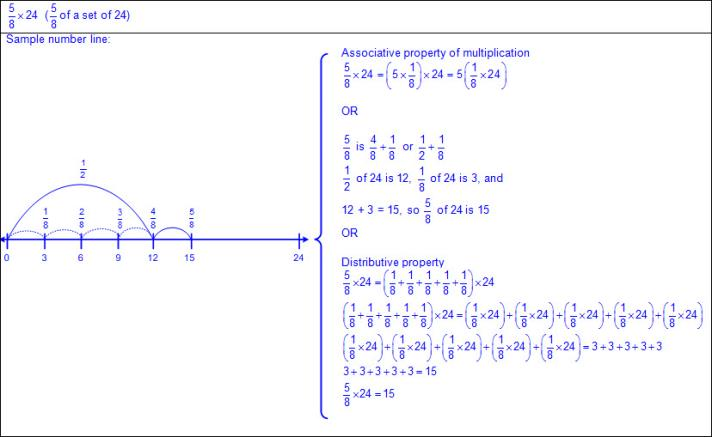 5/8 × 24 (5/8 of a set of 24)
Sample number line:
1/2
1/8 2/8 3/8 4/8 5/8
0 3 6 9 12 15 24
Associative property of multiplication
5/8 × 24 = (5 × 1/8) × 24 = 5(1/8 × 24)
OR
5/8 is 4/8 + 1/8 or 1/2 + 1/8
1/2 of 24 is 12, 1/8 of 24 is 3, and
12 + 3 = 15, so 5/8 of 24 is 15
OR
Distributive property
5/8 × 24 = (1/8 + 1/8 + 1/8 + 1/8 + 1/8) × 24
(1/8 + 1/8 + 1/8 + 1/8 + 1/8) × 24 = (1/8 × 24) + (1/8 × 24) + (1/8 × 24) + (1/8 × 24) + (1/8 × 24)
(1/8 × 24) + (1/8 × 24) + (1/8 × 24) + (1/8 × 24) + (1/8 × 24) = 3 + 3 + 3 + 3 + 3
3 + 3 + 3 + 3 + 3 = 15
5/8 × 24 = 15